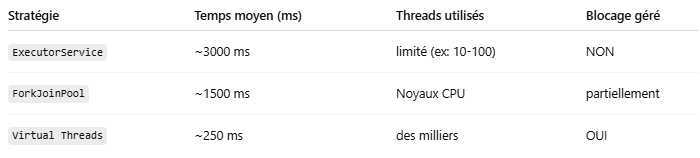 Stratégie Temps moyen (ms) Threads utilisés Blocage géré
ExecutorService ~3000 ms limité (ex: 10-100) NON
ForkJoinPool ~1500 ms Noyaux CPU partiellement
Virtual Threads ~250 ms des milliers OUI